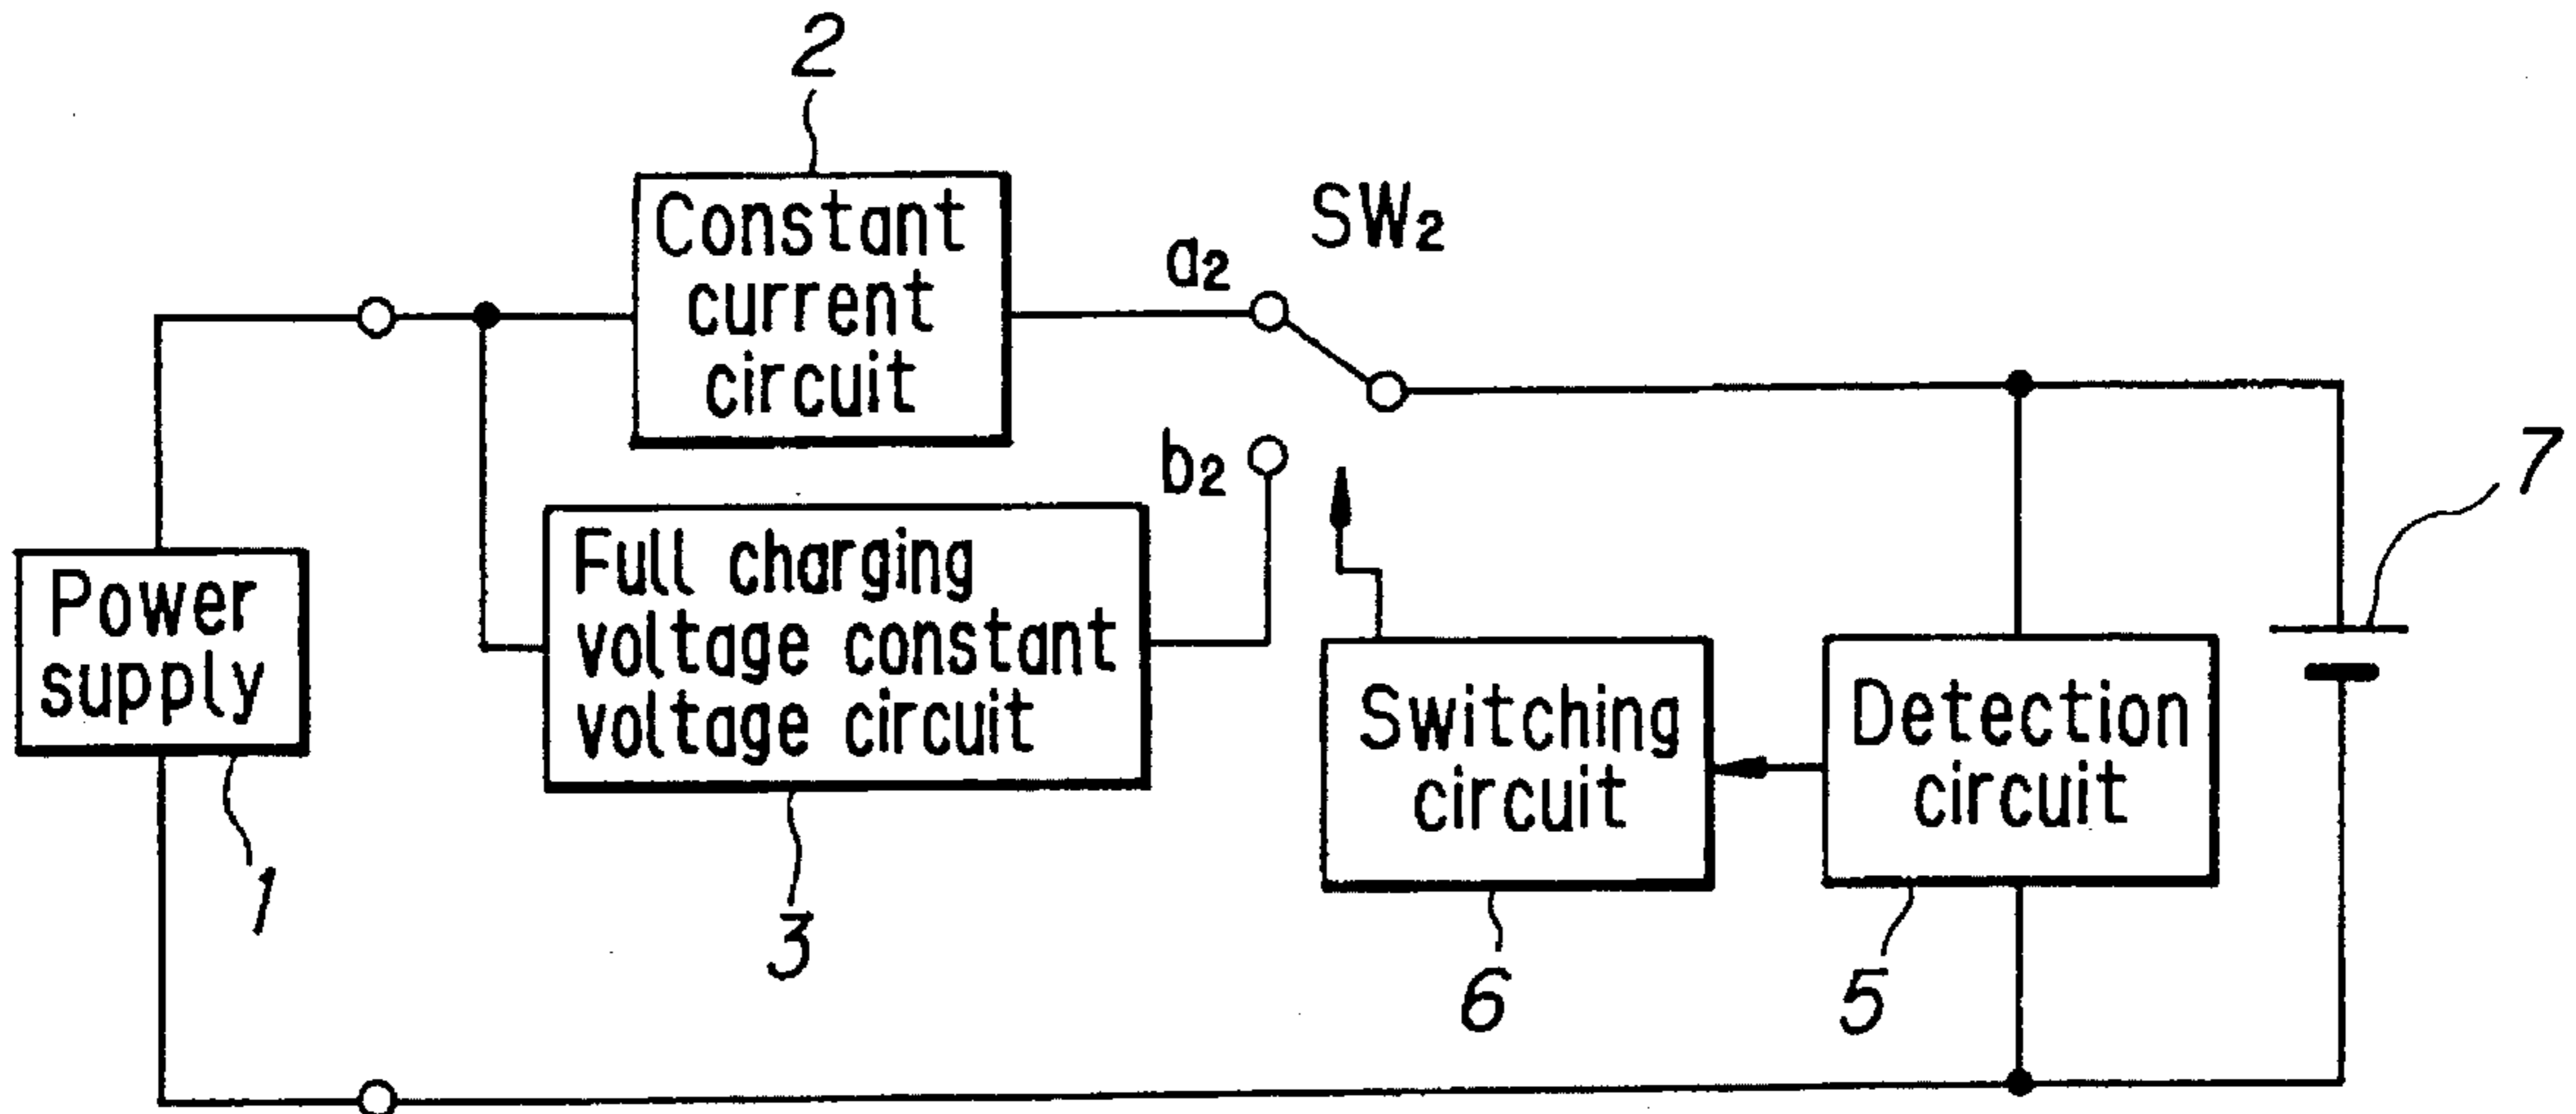 2
Constant
current
circuit
SW2
a2
b2
7
Power
supply
1
Full charging
voltage constant
voltage circuit
3
Switching
circuit
6
Detection
circuit
5